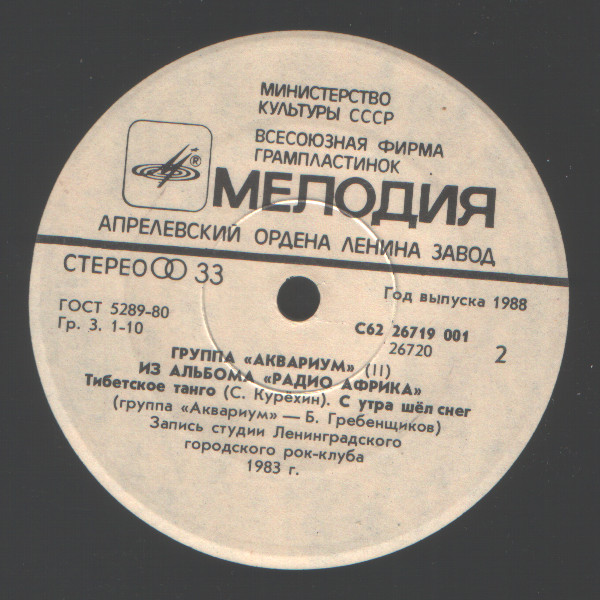 МИНИСТЕРСТВО
КУЛЬТУРЫ СССР
ВСЕСОЮЗНАЯ ФИРМА
ГРАМПЛАСТИНОК
®
МЕЛОДИЯ
АПРЕЛЕВСКИЙ ОРДЕНА ЛЕНИНА ЗАВОД
СТЕРЕО 33
Год выпуска 1988
ГОСТ 5289-80
Гр. 3. 1-10
С62 26719 001
26720
2
ГРУППА «АКВАРИУМ» (II)
ИЗ АЛЬБОМА «РАДИО АФРИКА»
Тибетское танго (С. Курёхин). С утра шёл снег
(группа «Аквариум» — Б. Гребенщиков)
Запись студии Ленинградского
городского рок-клуба
1983 г.